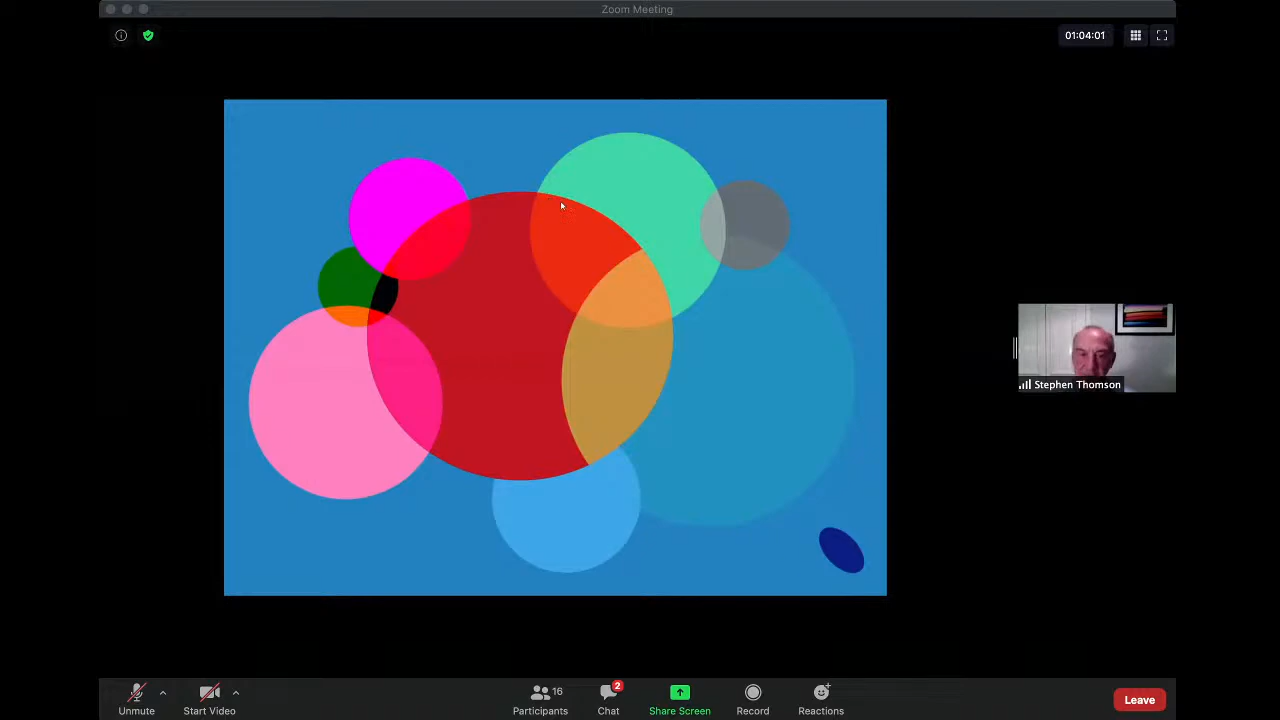 Zoom Meeting
01:04:01
Stephen Thomson
16
2
Unmute
Start Video
Participants
Chat
Share Screen
Record
Reactions
Leave